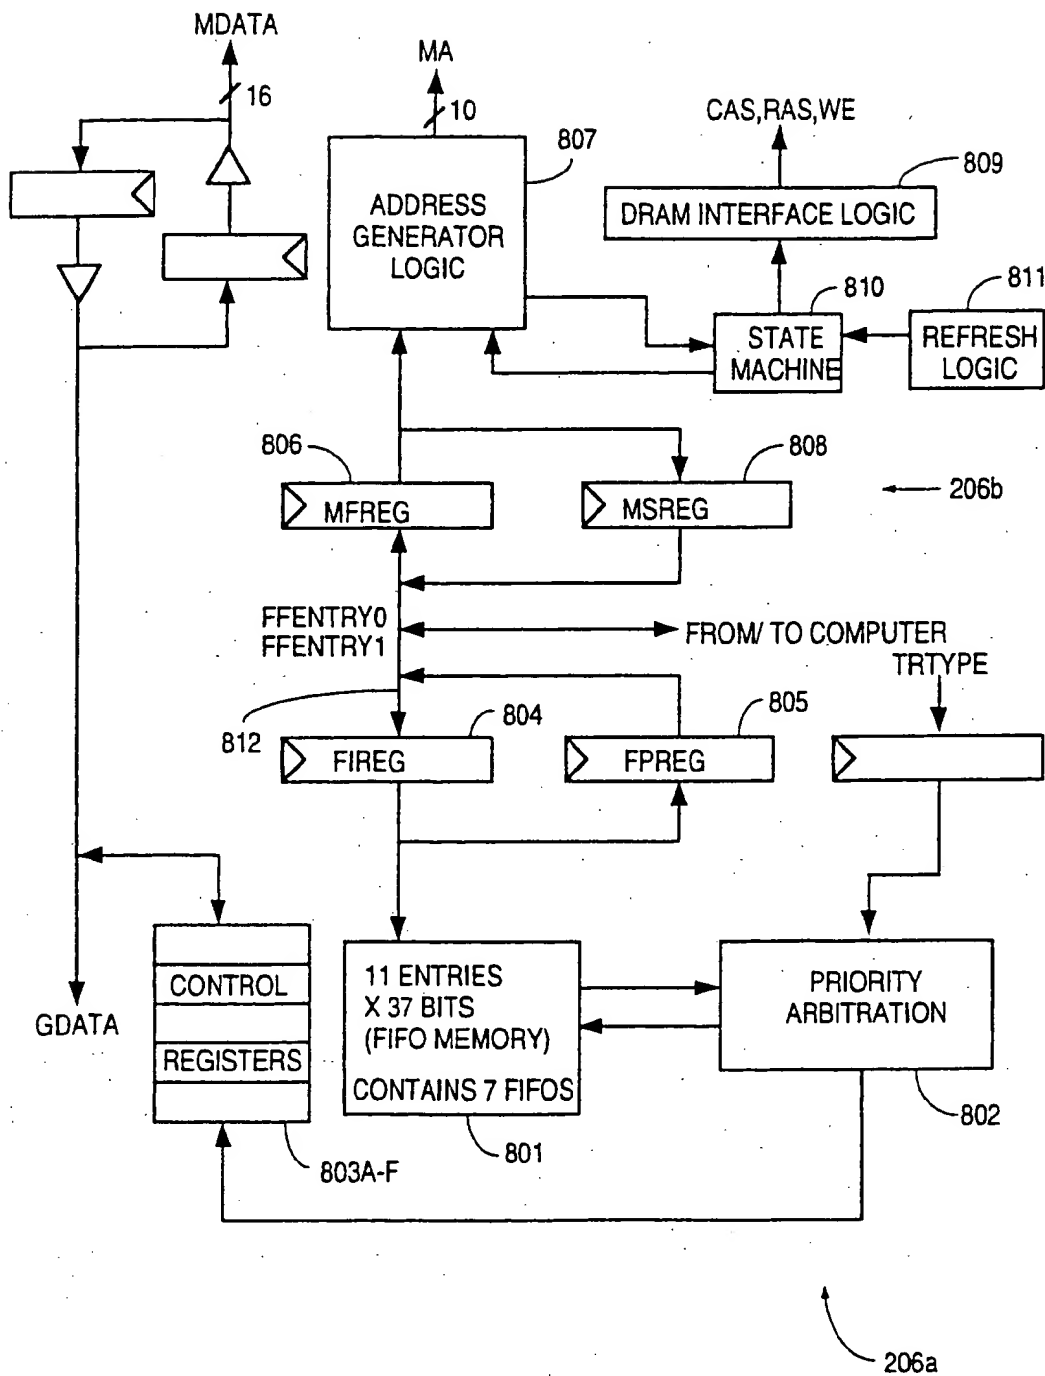 MDATA
16
MA
10
CAS,RAS,WE
807
809
ADDRESS
GENERATOR
LOGIC
DRAM INTERFACE LOGIC
810
811
STATE
MACHINE
REFRESH
LOGIC
806
808
MFREG
MSREG
206b
FFENTRY0
FFENTRY1
FROM/ TO COMPUTER
TRTYPE
812
804
805
FIREG
FPREG
CONTROL
REGISTERS
GDATA
11 ENTRIES
X 37 BITS
(FIFO MEMORY)
CONTAINS 7 FIFOS
PRIORITY
ARBITRATION
803A-F
801
802
206a